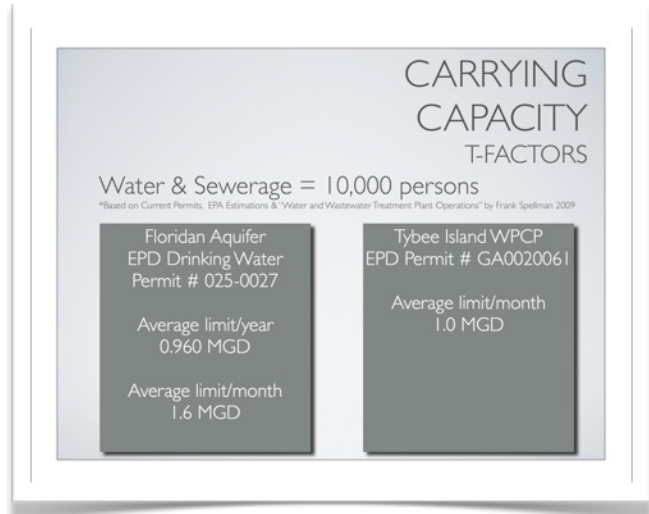 CARRYING
CAPACITY
T-FACTORS
Water & Sewerage = 10,000 persons
*Based on Current Permits, EPA Estimations & "Water and Wastewater Treatment Plant Operations" by Frank Spellman 2009
Floridan Aquifer
EPD Drinking Water
Permit # 025-0027
Average limit/year
0.960 MGD
Average limit/month
1.6 MGD
Tybee Island WPCP
EPD Permit # GA0020061
Average limit/month
1.0 MGD